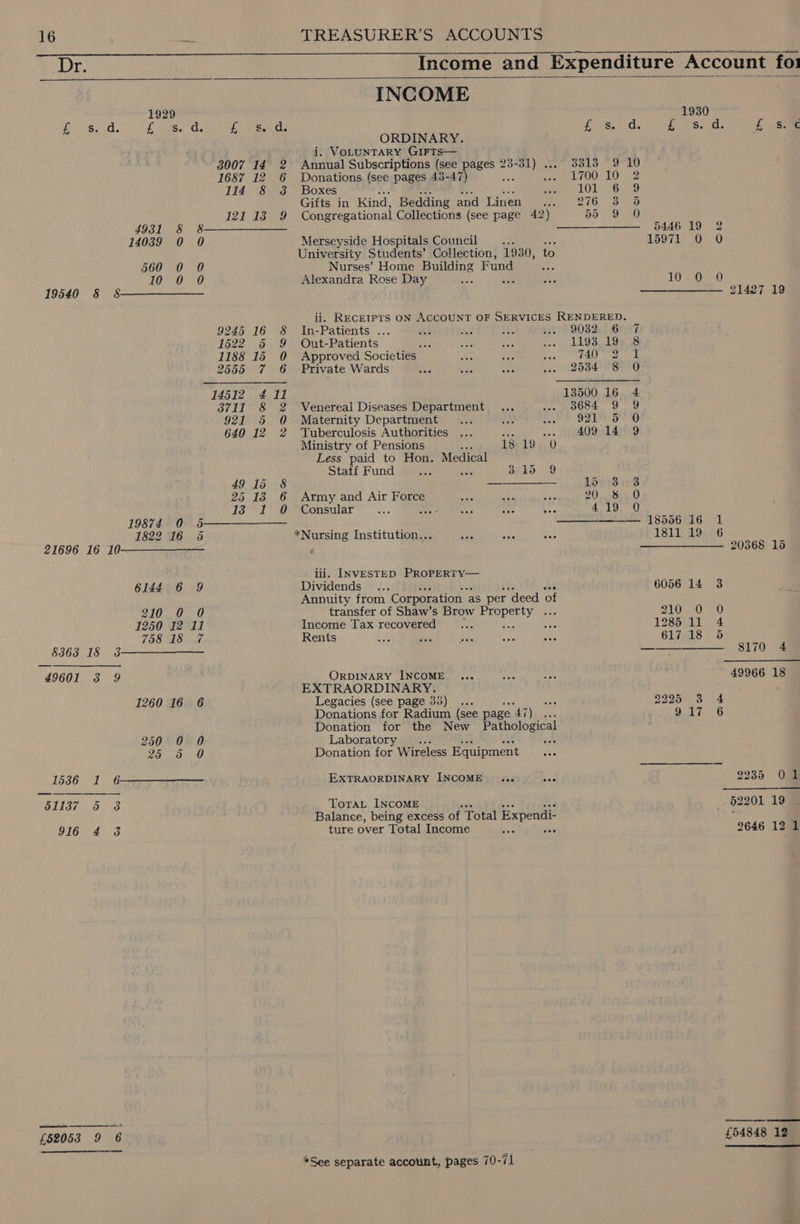 16 TREASURER'S ACCOUNTS
Dr. Income and Expenditure Account for
INCOME
1929 1930
£ s. d. £ s. d. £ s. d. £ s. d. £ s. d. £ s. d
ORDINARY.
i. VOLUNTARY GIFTS—
3007 14 2 Annual Subscriptions (see pages 23-31) ... 3313 9 10
1687 12 6 Donations (see pages 43-47) ... ... 1700 10 2
114 8 3 Boxes ... ... ... ... ... 101 6 9
Gifts in Kind, Bedding and Linen ... 276 3 5
121 13 9 Congregational Collections (see page 42) 55 9 0
4931 8 8 5446 19 2
14039 0 0 Merseyside Hospitals Council ... ... 15971 0 0
University Students' Collection, 1930, to
560 0 0 Nurses' Home Building Fund ...
10 0 0 Alexandra Rose Day ... ... ... 10 0 0
19540 8 8 21427 19
ii. RECEIPTS ON ACCOUNT OF SERVICES RENDERED.
9245 16 8 In-Patients ... ... ... ... ... 9032 6 7
1522 5 9 Out-Patients ... ... ... ... 1193 19 8
1188 15 0 Approved Societies ... ... ... 740 2 1
2555 7 6 Private Wards ... ... ... ... 2534 8 0
14512 4 11 13500 16 4
3711 8 2 Venereal Diseases Department ... ... 3684 9 9
921 5 0 Maternity Department ... ... ... 921 5 0
640 12 2 Tuberculosis Authorities ... ... ... 409 14 9
Ministry of Pensions ... 18 19 0
Less paid to Hon. Medical
Staff Fund ... ... 3 15 9
49 15 8 15 3 3
25 13 6 Army and Air Force ... ... ... 20 8 0
13 1 0 Consular ... ... ... ... ... 4 19 0
19874 0 5 18556 16 1
1822 16 5 *Nursing Institution... ... ... ... 1811 19 6
21696 16 10 20368 15
iii. INVESTED PROPERTY—
6144 6 9 Dividends ... ... ... ... ... 6056 14 3
Annuity from Corporation as per deed of
210 0 0 transfer of Shaw's Brow Property ... 210 0 0
1250 12 11 Income Tax recovered ... ... ... 1285 11 4
758 18 7 Rents ... ... ... ... ... 617 18 5
8363 18 3 8170 4
49601 3 9 ORDINARY INCOME ... ... ... 49966 18
EXTRAORDINARY.
1260 16 6 Legacies (see page 35) ... ... ... 2225 3 4
Donations for Radium (see page 47) ... 9 17 6
Donation for the New Pathological
250 0 0 Laboratory ... ... ... ...
25 5 0 Donation for Wireless Equipment ...
1536 1 6 EXTRAORDINARY INCOME ... ... 2235 0 1
51137 5 3 TOTAL INCOME ... ... ... 52201 19
Balance, being excess of Total Expendi-
916 4 3 ture over Total Income ... ... 2646 12 1
£52053 9 6 £54848 12
*See separate account, pages 70-71